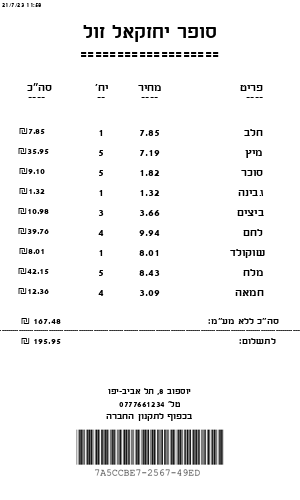 21/7/23 11:59
סופר יחזקאל זול
===================
פריט מחיר יח' סה"כ
---- ---- -- ----
חלב 7.85 1 ₪7.85
מיץ 7.19 5 ₪35.95
סוכר 1.82 5 ₪9.10
גבינה 1.32 1 ₪1.32
ביצים 3.66 3 ₪10.98
לחם 9.94 4 ₪39.76
שוקולד 8.01 1 ₪8.01
מלח 8.43 5 ₪42.15
חמאה 3.09 4 ₪12.36
סה"כ ללא מע"מ: 167.48 ₪
לתשלום: 195.95 ₪
יוספוב 8, תל אביב-יפו
טל' 0777661234
בכפוף לתקנון החברה
7A5CCBE7-2567-49ED